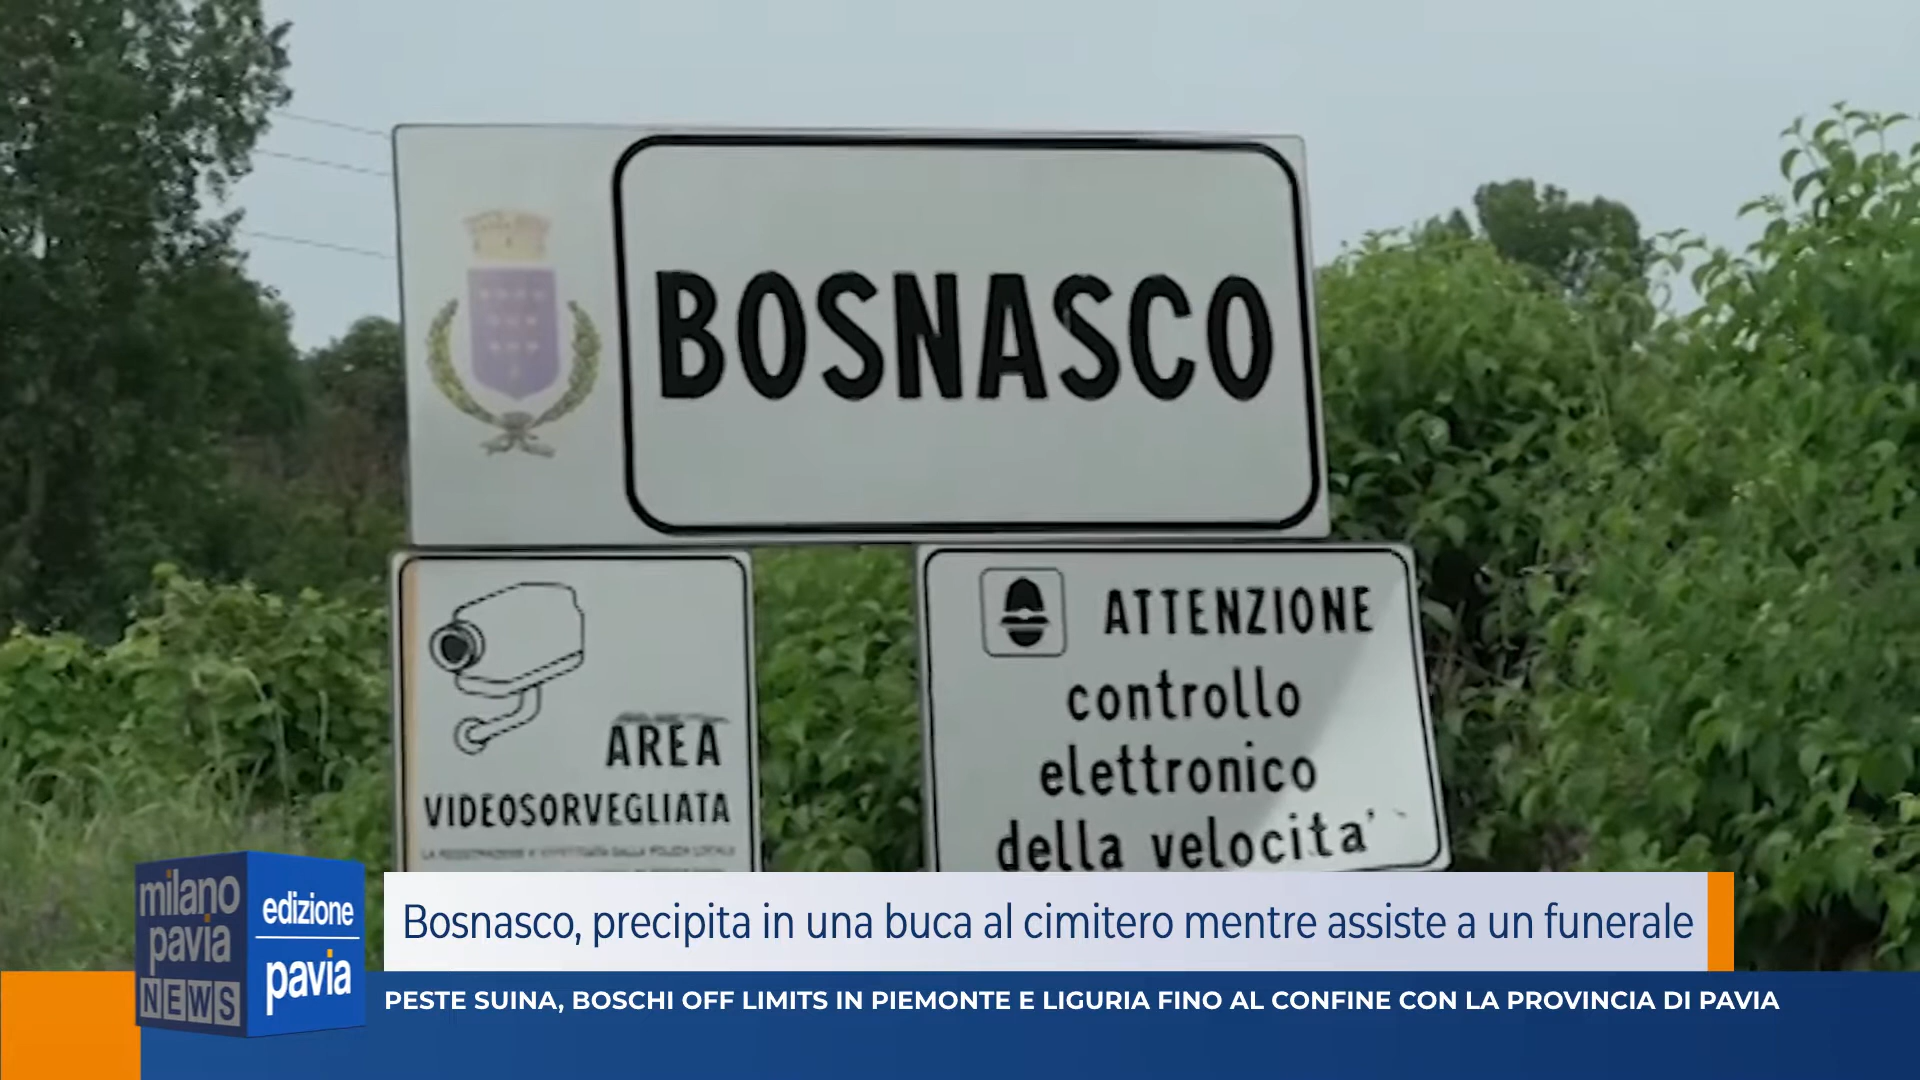 BOSNASCO
AREA
VIDEOSORVEGLIATA
ATTENZIONE
controllo
elettronico
della velocita'
milano
pavia
NEWS
edizione
pavia
Bosnasco, precipita in una buca al cimitero mentre assiste a un funerale
PESTE SUINA, BOSCHI OFF LIMITS IN PIEMONTE E LIGURIA FINO AL CONFINE CON LA PROVINCIA DI PAVIA